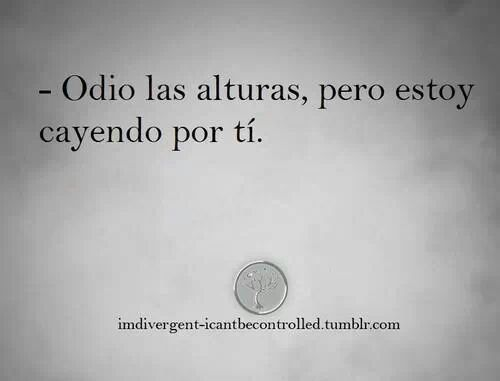 - Odio las alturas, pero estoy
cayendo por tí.
imdivergent-icantbecontrolled.tumblr.com